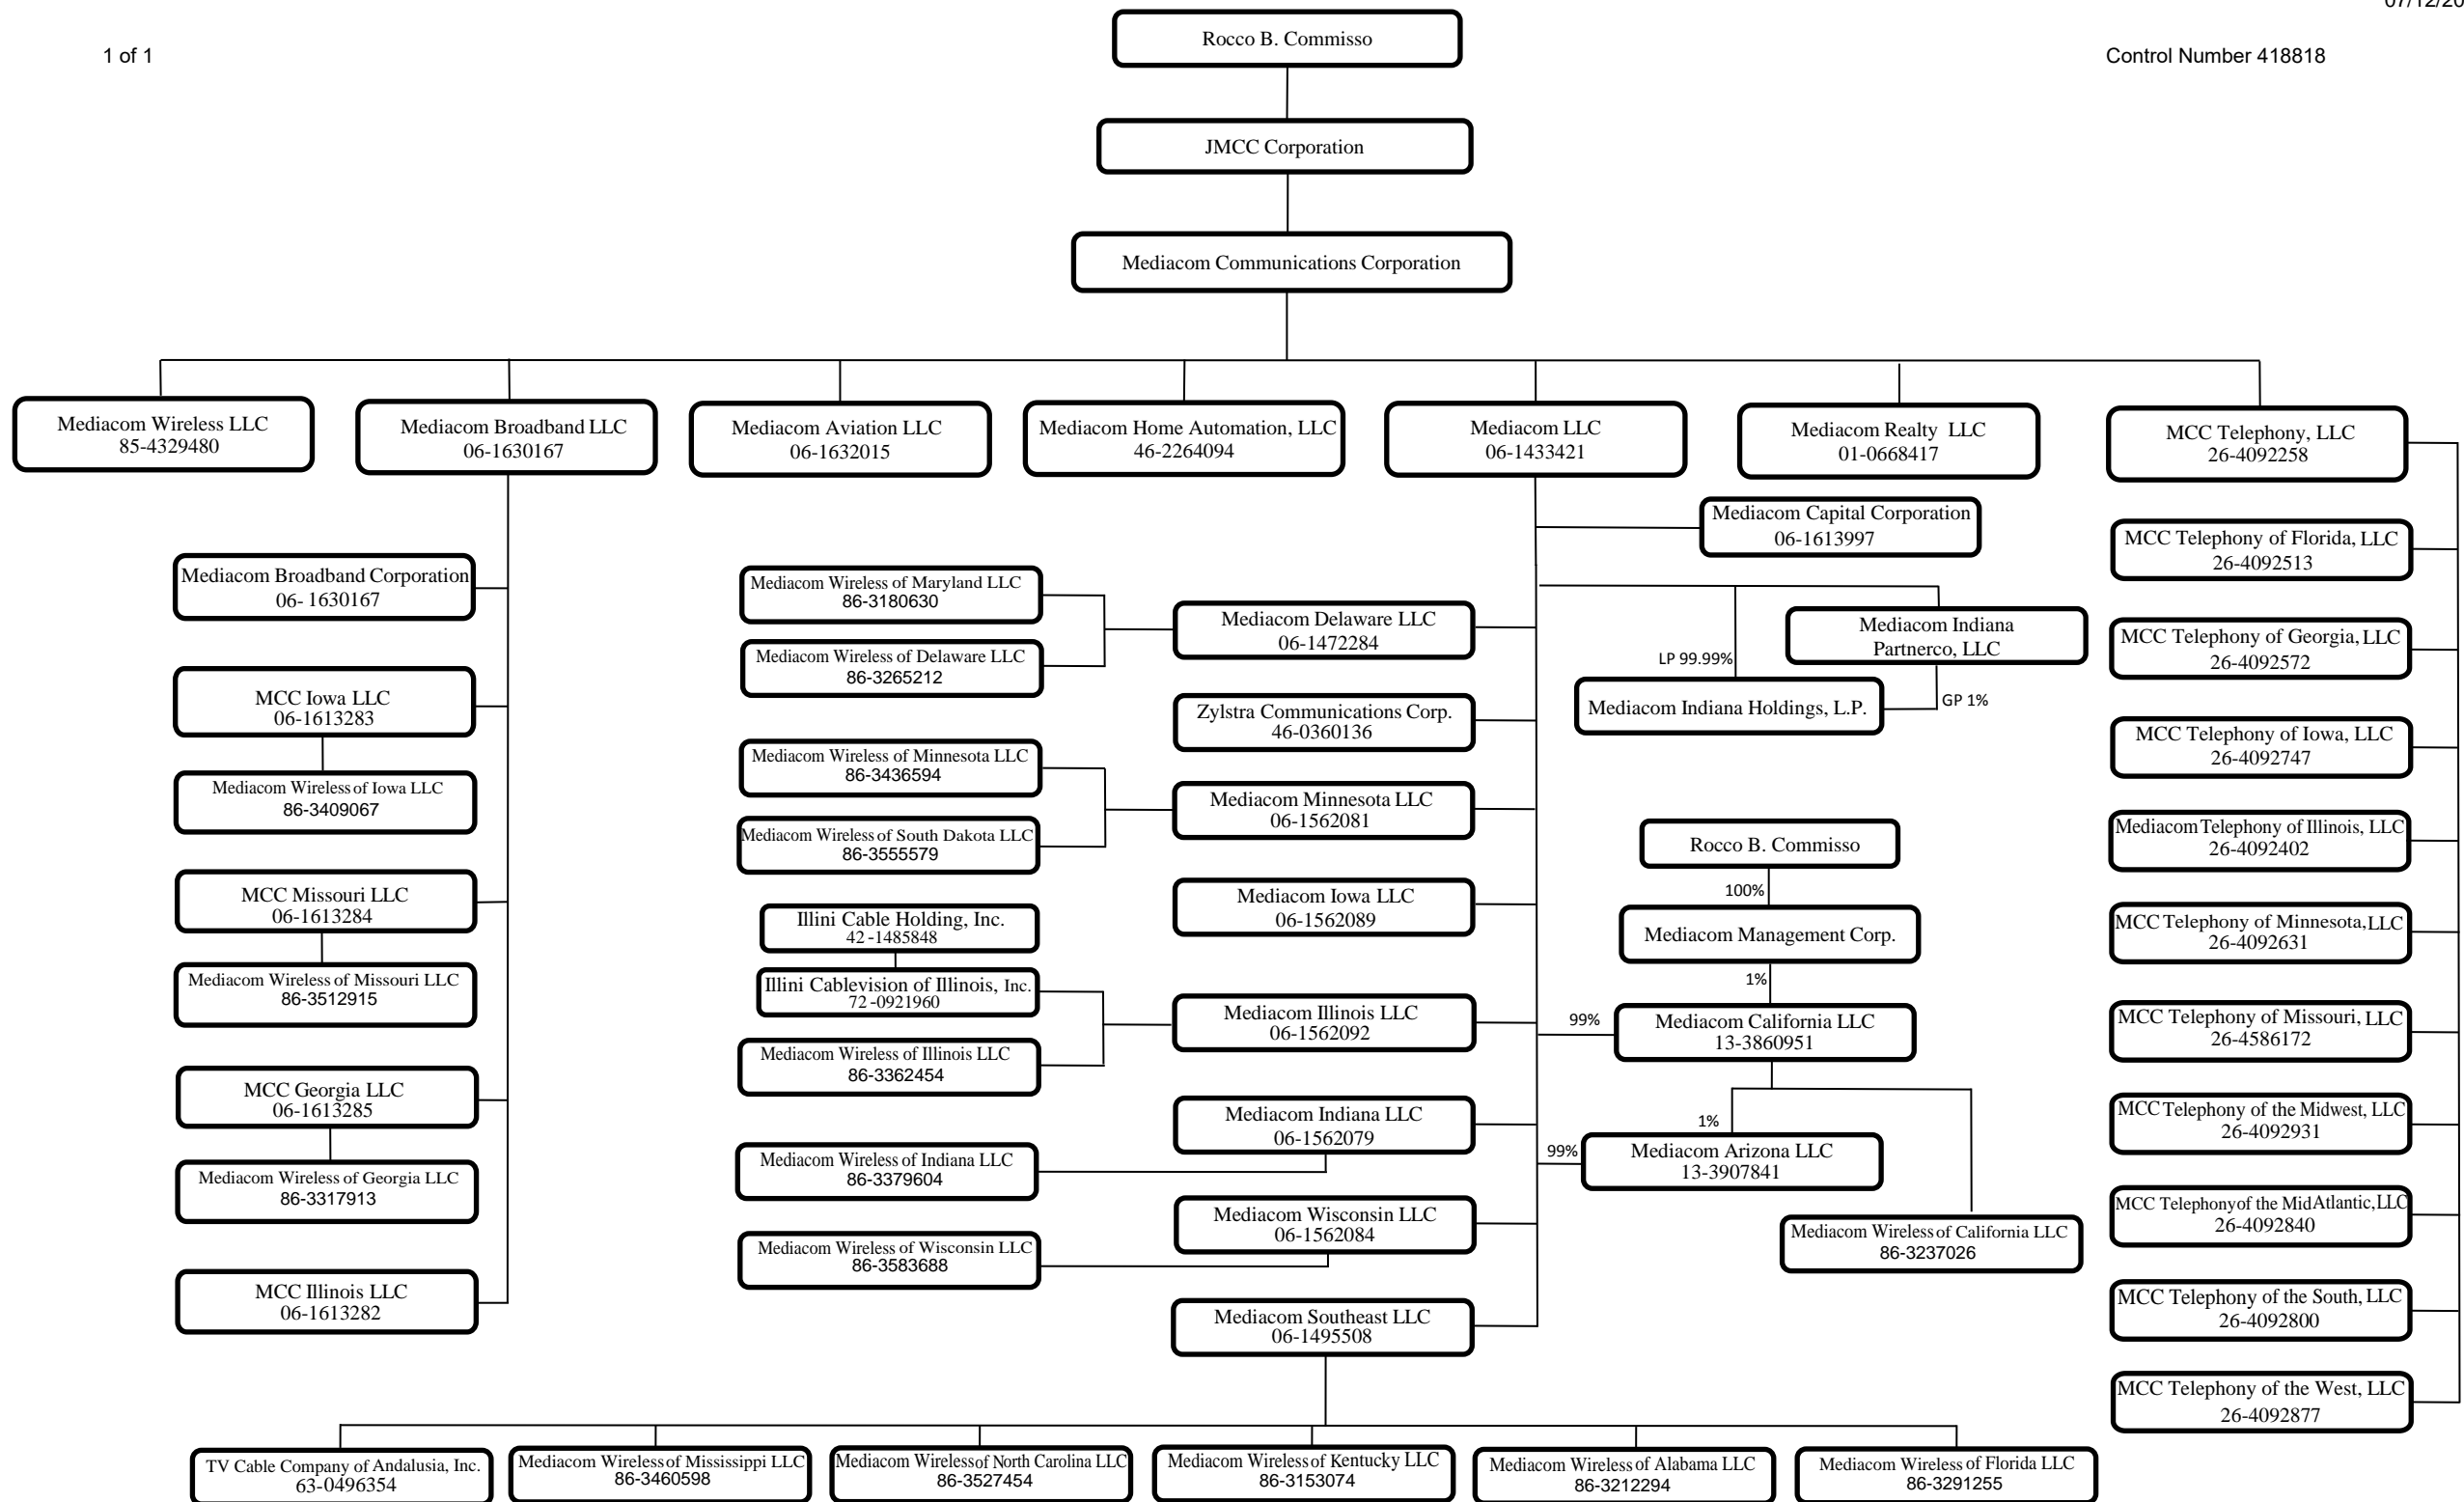 07/12/20
1 of 1
Control Number 418818
Rocco B. Commisso
JMCC Corporation
Mediacom Communications Corporation
Mediacom Wireless LLC
85-4329480
Mediacom Broadband LLC
06-1630167
Mediacom Aviation LLC
06-1632015
Mediacom Home Automation, LLC
46-2264094
Mediacom LLC
06-1433421
Mediacom Realty LLC
01-0668417
MCC Telephony, LLC
26-4092258
Mediacom Broadband Corporation
06- 1630167
MCC Iowa LLC
06-1613283
Mediacom Wireless of Iowa LLC
86-3409067
MCC Missouri LLC
06-1613284
Mediacom Wireless of Missouri LLC
86-3512915
MCC Georgia LLC
06-1613285
Mediacom Wireless of Georgia LLC
86-3317913
MCC Illinois LLC
06-1613282
Mediacom Wireless of Maryland LLC
86-3180630
Mediacom Wireless of Delaware LLC
86-3265212
Mediacom Wireless of Minnesota LLC
86-3436594
Mediacom Wireless of South Dakota LLC
86-3555579
Illini Cable Holding, Inc.
42 -1485848
Illini Cablevision of Illinois, Inc.
72 -0921960
Mediacom Wireless of Illinois LLC
86-3362454
Mediacom Wireless of Indiana LLC
86-3379604
Mediacom Wireless of Wisconsin LLC
86-3583688
Mediacom Delaware LLC
06-1472284
Zylstra Communications Corp.
46-0360136
Mediacom Minnesota LLC
06-1562081
Mediacom Iowa LLC
06-1562089
Mediacom Illinois LLC
06-1562092
Mediacom Indiana LLC
06-1562079
Mediacom Wisconsin LLC
06-1562084
Mediacom Southeast LLC
06-1495508
Mediacom Capital Corporation
06-1613997
Mediacom Indiana
Partnerco, LLC
LP 99.99%
Mediacom Indiana Holdings, L.P.
GP 1%
Rocco B. Commisso
100%
Mediacom Management Corp.
1%
99%
Mediacom California LLC
13-3860951
1%
99%
Mediacom Arizona LLC
13-3907841
Mediacom Wireless of California LLC
86-3237026
MCC Telephony of Florida, LLC
26-4092513
MCC Telephony of Georgia, LLC
26-4092572
MCC Telephony of Iowa, LLC
26-4092747
Mediacom Telephony of Illinois, LLC
26-4092402
MCC Telephony of Minnesota, LLC
26-4092631
MCC Telephony of Missouri, LLC
26-4586172
MCC Telephony of the Midwest, LLC
26-4092931
MCC Telephony of the MidAtlantic, LLC
26-4092840
MCC Telephony of the South, LLC
26-4092800
MCC Telephony of the West, LLC
26-4092877
TV Cable Company of Andalusia, Inc.
63-0496354
Mediacom Wireless of Mississippi LLC
86-3460598
Mediacom Wireless of North Carolina LLC
86-3527454
Mediacom Wireless of Kentucky LLC
86-3153074
Mediacom Wireless of Alabama LLC
86-3212294
Mediacom Wireless of Florida LLC
86-3291255